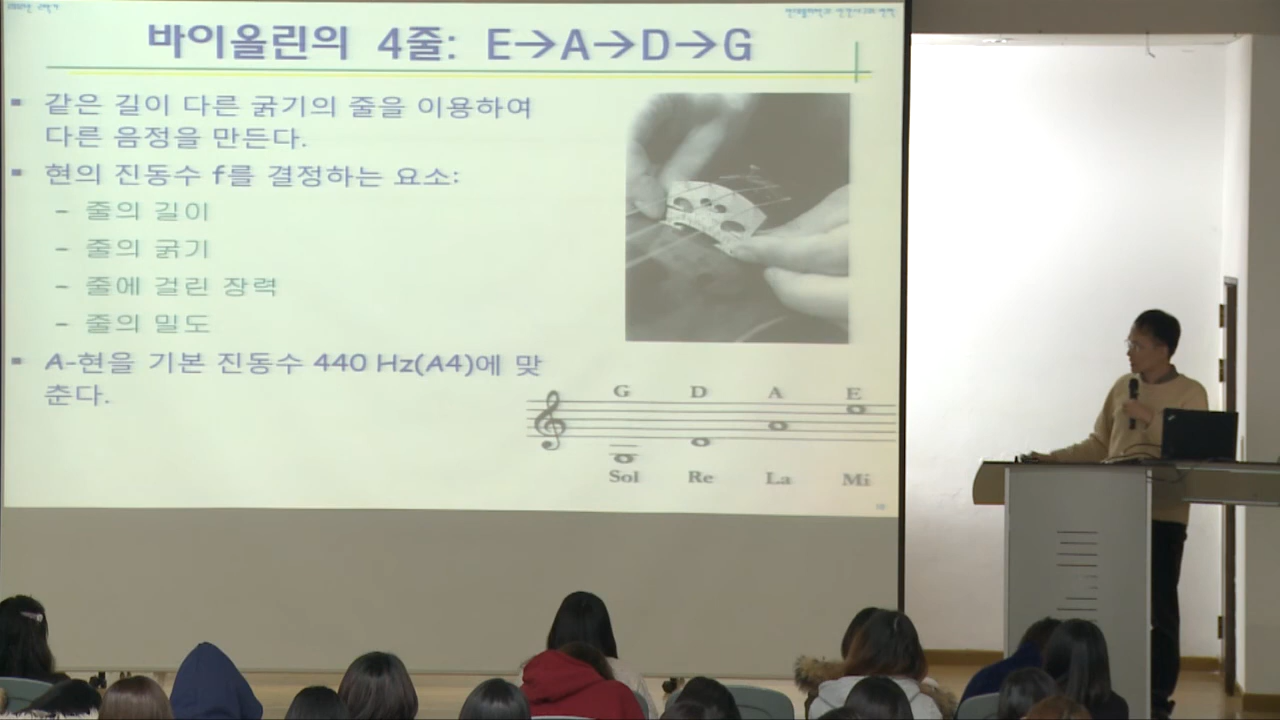 바이올린의 4줄: E→A→D→G
▪ 같은 길이 다른 굵기의 줄을 이용하여
다른 음정을 만든다.
▪ 현의 진동수 f를 결정하는 요소:
– 줄의 길이
– 줄의 굵기
– 줄에 걸린 장력
– 줄의 밀도
▪ A-현을 기본 진동수 440 Hz(A4)에 맞
춘다.
G D A E
Sol Re La Mi